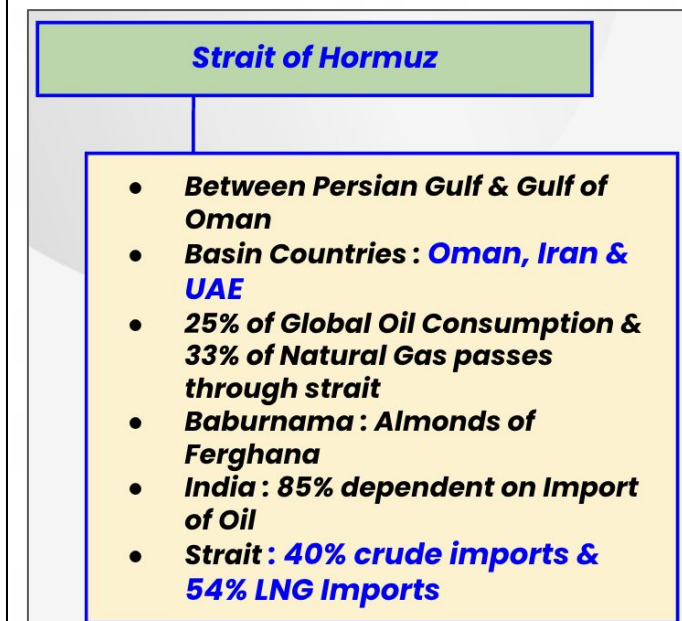 Strait of Hormuz
● Between Persian Gulf & Gulf of
Oman
● Basin Countries : Oman, Iran &
UAE
● 25% of Global Oil Consumption &
33% of Natural Gas passes
through strait
● Baburnama : Almonds of
Ferghana
● India : 85% dependent on Import
of Oil
● Strait : 40% crude imports &
54% LNG Imports